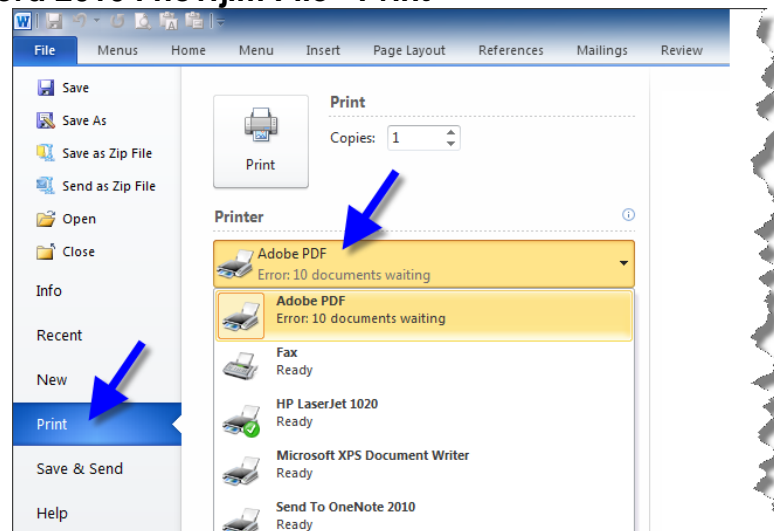 File Menus Home Menu Insert Page Layout References Mailings Review
Save
Save As
Save as Zip File
Send as Zip File
Open
Close
Info
Recent
New
Print
Save & Send
Help
Print
Copies: 1
Print
Printer
Adobe PDF
Error: 10 documents waiting
Adobe PDF
Error: 10 documents waiting
Fax
Ready
HP LaserJet 1020
Ready
Microsoft XPS Document Writer
Ready
Send To OneNote 2010
Ready